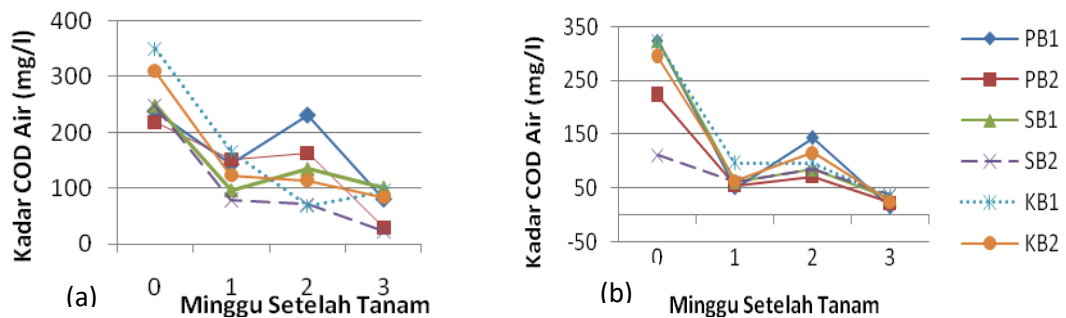 (a)
Kadar COD Air (mg/l)
400
300
200
100
0
0 1 2 3
Minggu Setelah Tanam
(b)
Kadar COD Air (mg/l)
350
250
150
50
-50
0 1 2 3
Minggu Setelah Tanam
PB1
PB2
SB1
SB2
KB1
KB2